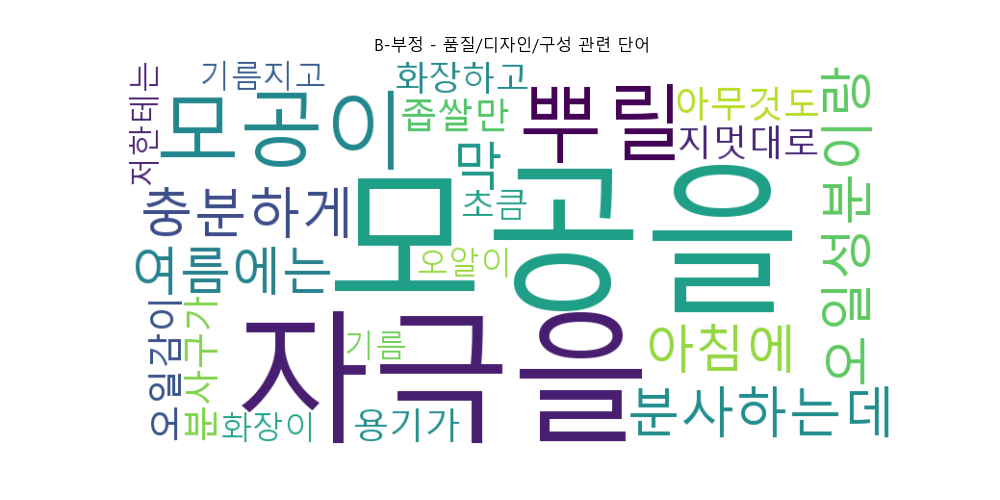 B-부정 - 품질/디자인/구성 관련 단어
저한테는
기름지고
화장하고
모공이
좁쌀만
뿌릴
아무것도
지멋대로
오일성분이랑
막
초큼
충분하게
모공을
여름에는
오알이
오일감이
분사구가
자극을
기름
아침에
화장이
용기가
분사하는데